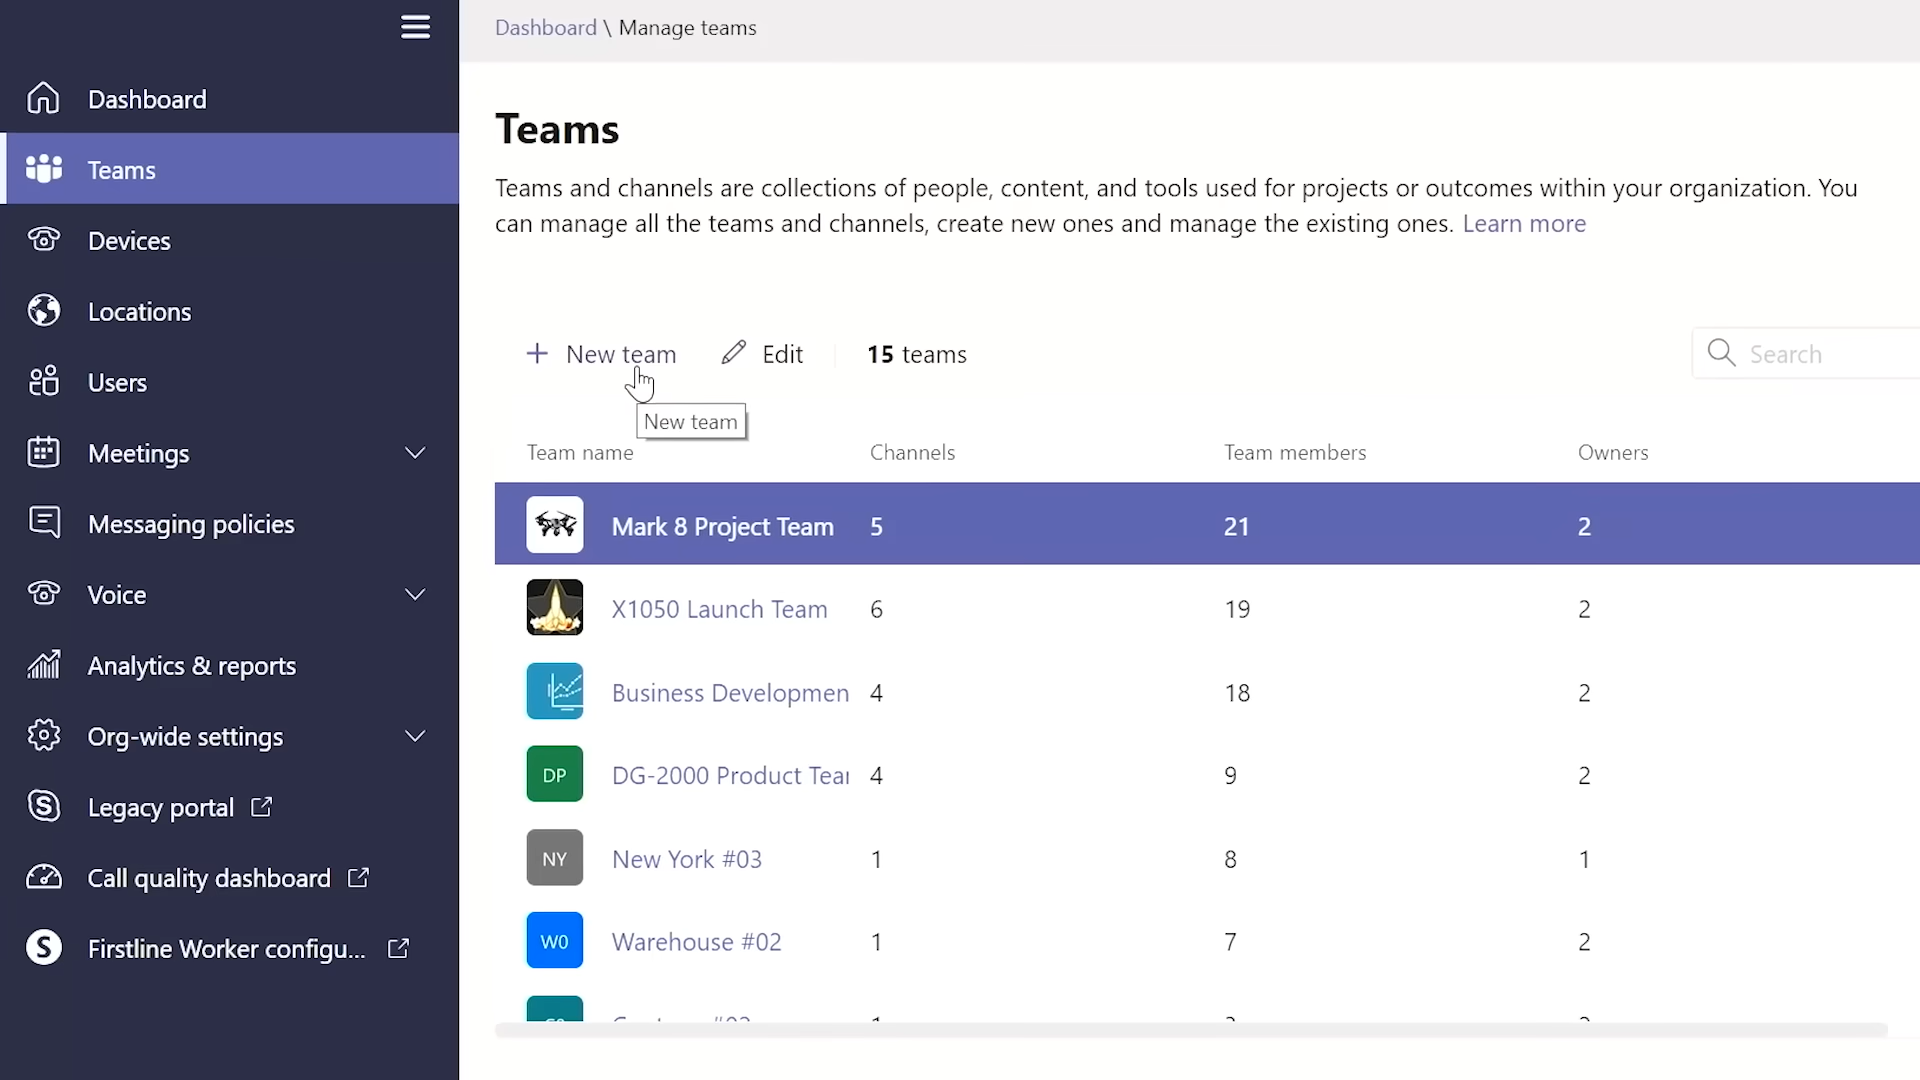 Dashboard \ Manage teams
Dashboard
Teams
Devices
Locations
Users
Meetings
Messaging policies
Voice
Analytics & reports
Org-wide settings
Legacy portal
Call quality dashboard
S Firstline Worker configu...
Teams
Teams and channels are collections of people, content, and tools used for projects or outcomes within your organization. You
can manage all the teams and channels, create new ones and manage the existing ones. Learn more
+ New team Edit 15 teams Search
New team
Team name Channels Team members Owners
Mark 8 Project Team 5 21 2
X1050 Launch Team 6 19 2
Business Developmen 4 18 2
DP DG-2000 Product Tear 4 9 2
NY New York #03 1 8 1
W0 Warehouse #02 1 7 2